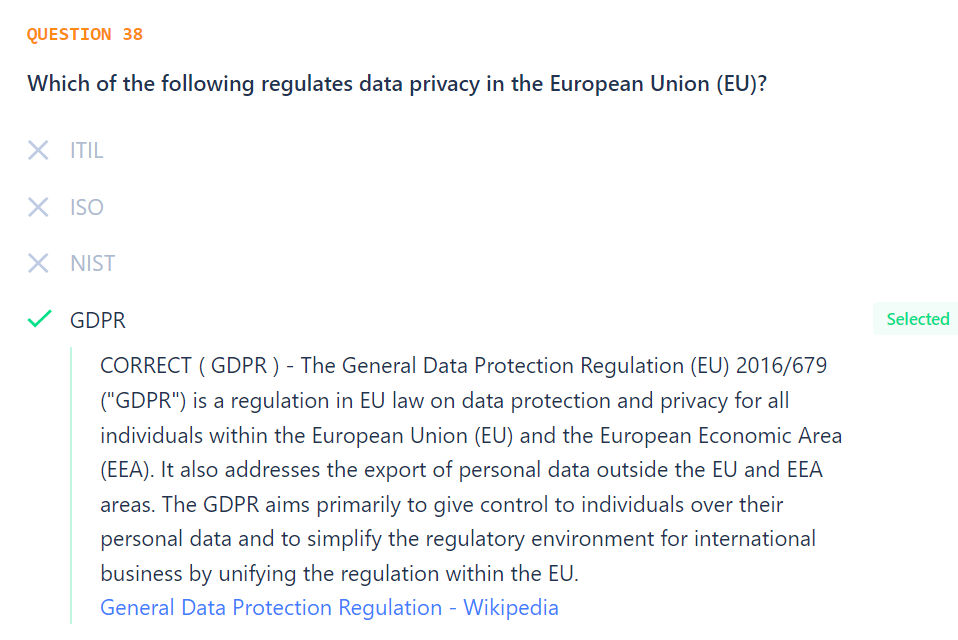 QUESTION 38
Which of the following regulates data privacy in the European Union (EU)?
ITIL
ISO
NIST
GDPR
Selected
CORRECT ( GDPR ) - The General Data Protection Regulation (EU) 2016/679
("GDPR") is a regulation in EU law on data protection and privacy for all
individuals within the European Union (EU) and the European Economic Area
(EEA). It also addresses the export of personal data outside the EU and EEA
areas. The GDPR aims primarily to give control to individuals over their
personal data and to simplify the regulatory environment for international
business by unifying the regulation within the EU.
General Data Protection Regulation - Wikipedia